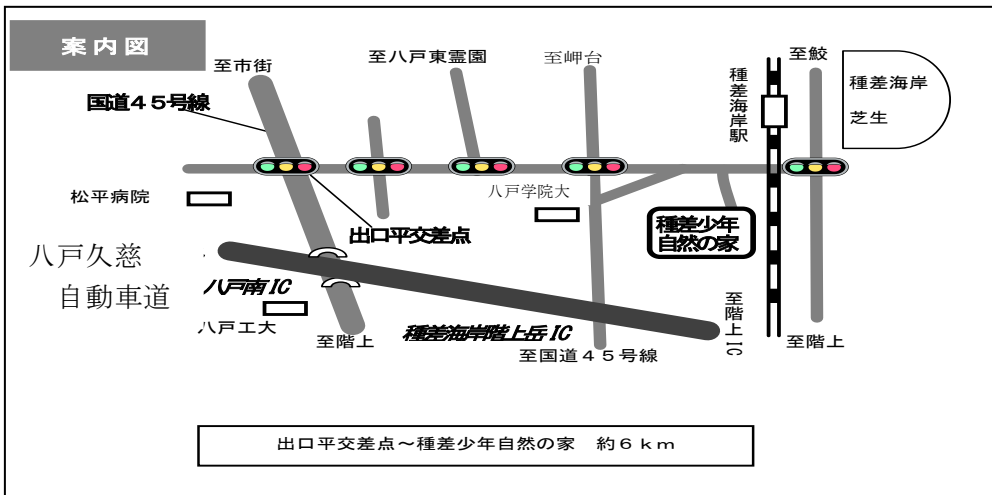 案内図
至市街
至八戸東霊園
至岬台
至鮫
種差海岸
芝生
種差海岸駅
国道４５号線
松平病院
八戸学院大
種差少年
自然の家
出口平交差点
八戸久慈
自動車道
八戸南IC
八戸工大
至階上
種差海岸階上岳IC
至国道４５号線
至階上IC
至階上
出口平交差点～種差少年自然の家　約６ｋｍ